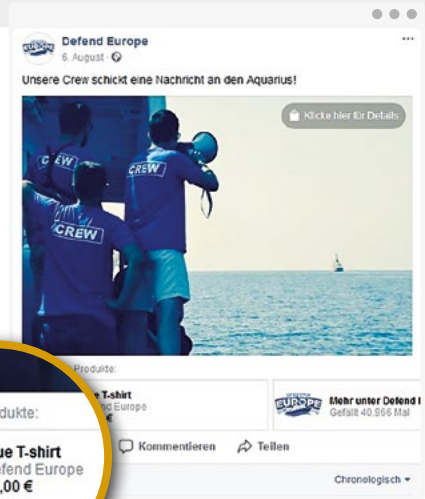 Defend Europe
6. August
Unsere Crew schickt eine Nachricht an den Aquarius!
Klicke hier für Details
CREW
CREW
CREW
Produkte:
T-shirt
Europe
€
EUROPE
Mehr unter Defend
Gefällt 40.966 Mal
Kommentieren
Teilen
Chronologisch
dukte:
ue T-shirt
efend Europe
,00 €